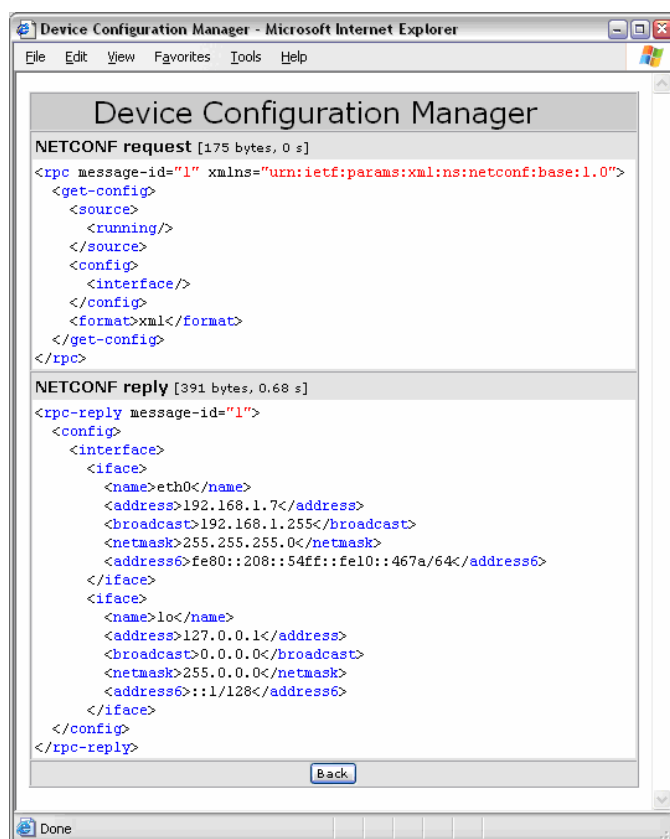 Device Configuration Manager - Microsoft Internet Explorer
File Edit View Favorites Tools Help
Device Configuration Manager
NETCONF request [175 bytes, 0 s]
<rpc message-id="1" xmlns="urn:ietf:params:xml:ns:netconf:base:1.0">
<get-config>
<source>
<running/>
</source>
<config>
<interface/>
</config>
<format>xml</format>
</get-config>
</rpc>
NETCONF reply [391 bytes, 0.68 s]
<rpc-reply message-id="1">
<config>
<interface>
<iface>
<name>eth0</name>
<address>192.168.1.7</address>
<broadcast>192.168.1.255</broadcast>
<netmask>255.255.255.0</netmask>
<address6>fe80::208::54ff::fe10::467a/64</address6>
</iface>
<iface>
<name>lo</name>
<address>127.0.0.1</address>
<broadcast>0.0.0.0</broadcast>
<netmask>255.0.0.0</netmask>
<address6>::1/128</address6>
</iface>
</config>
</rpc-reply>
Back
Done